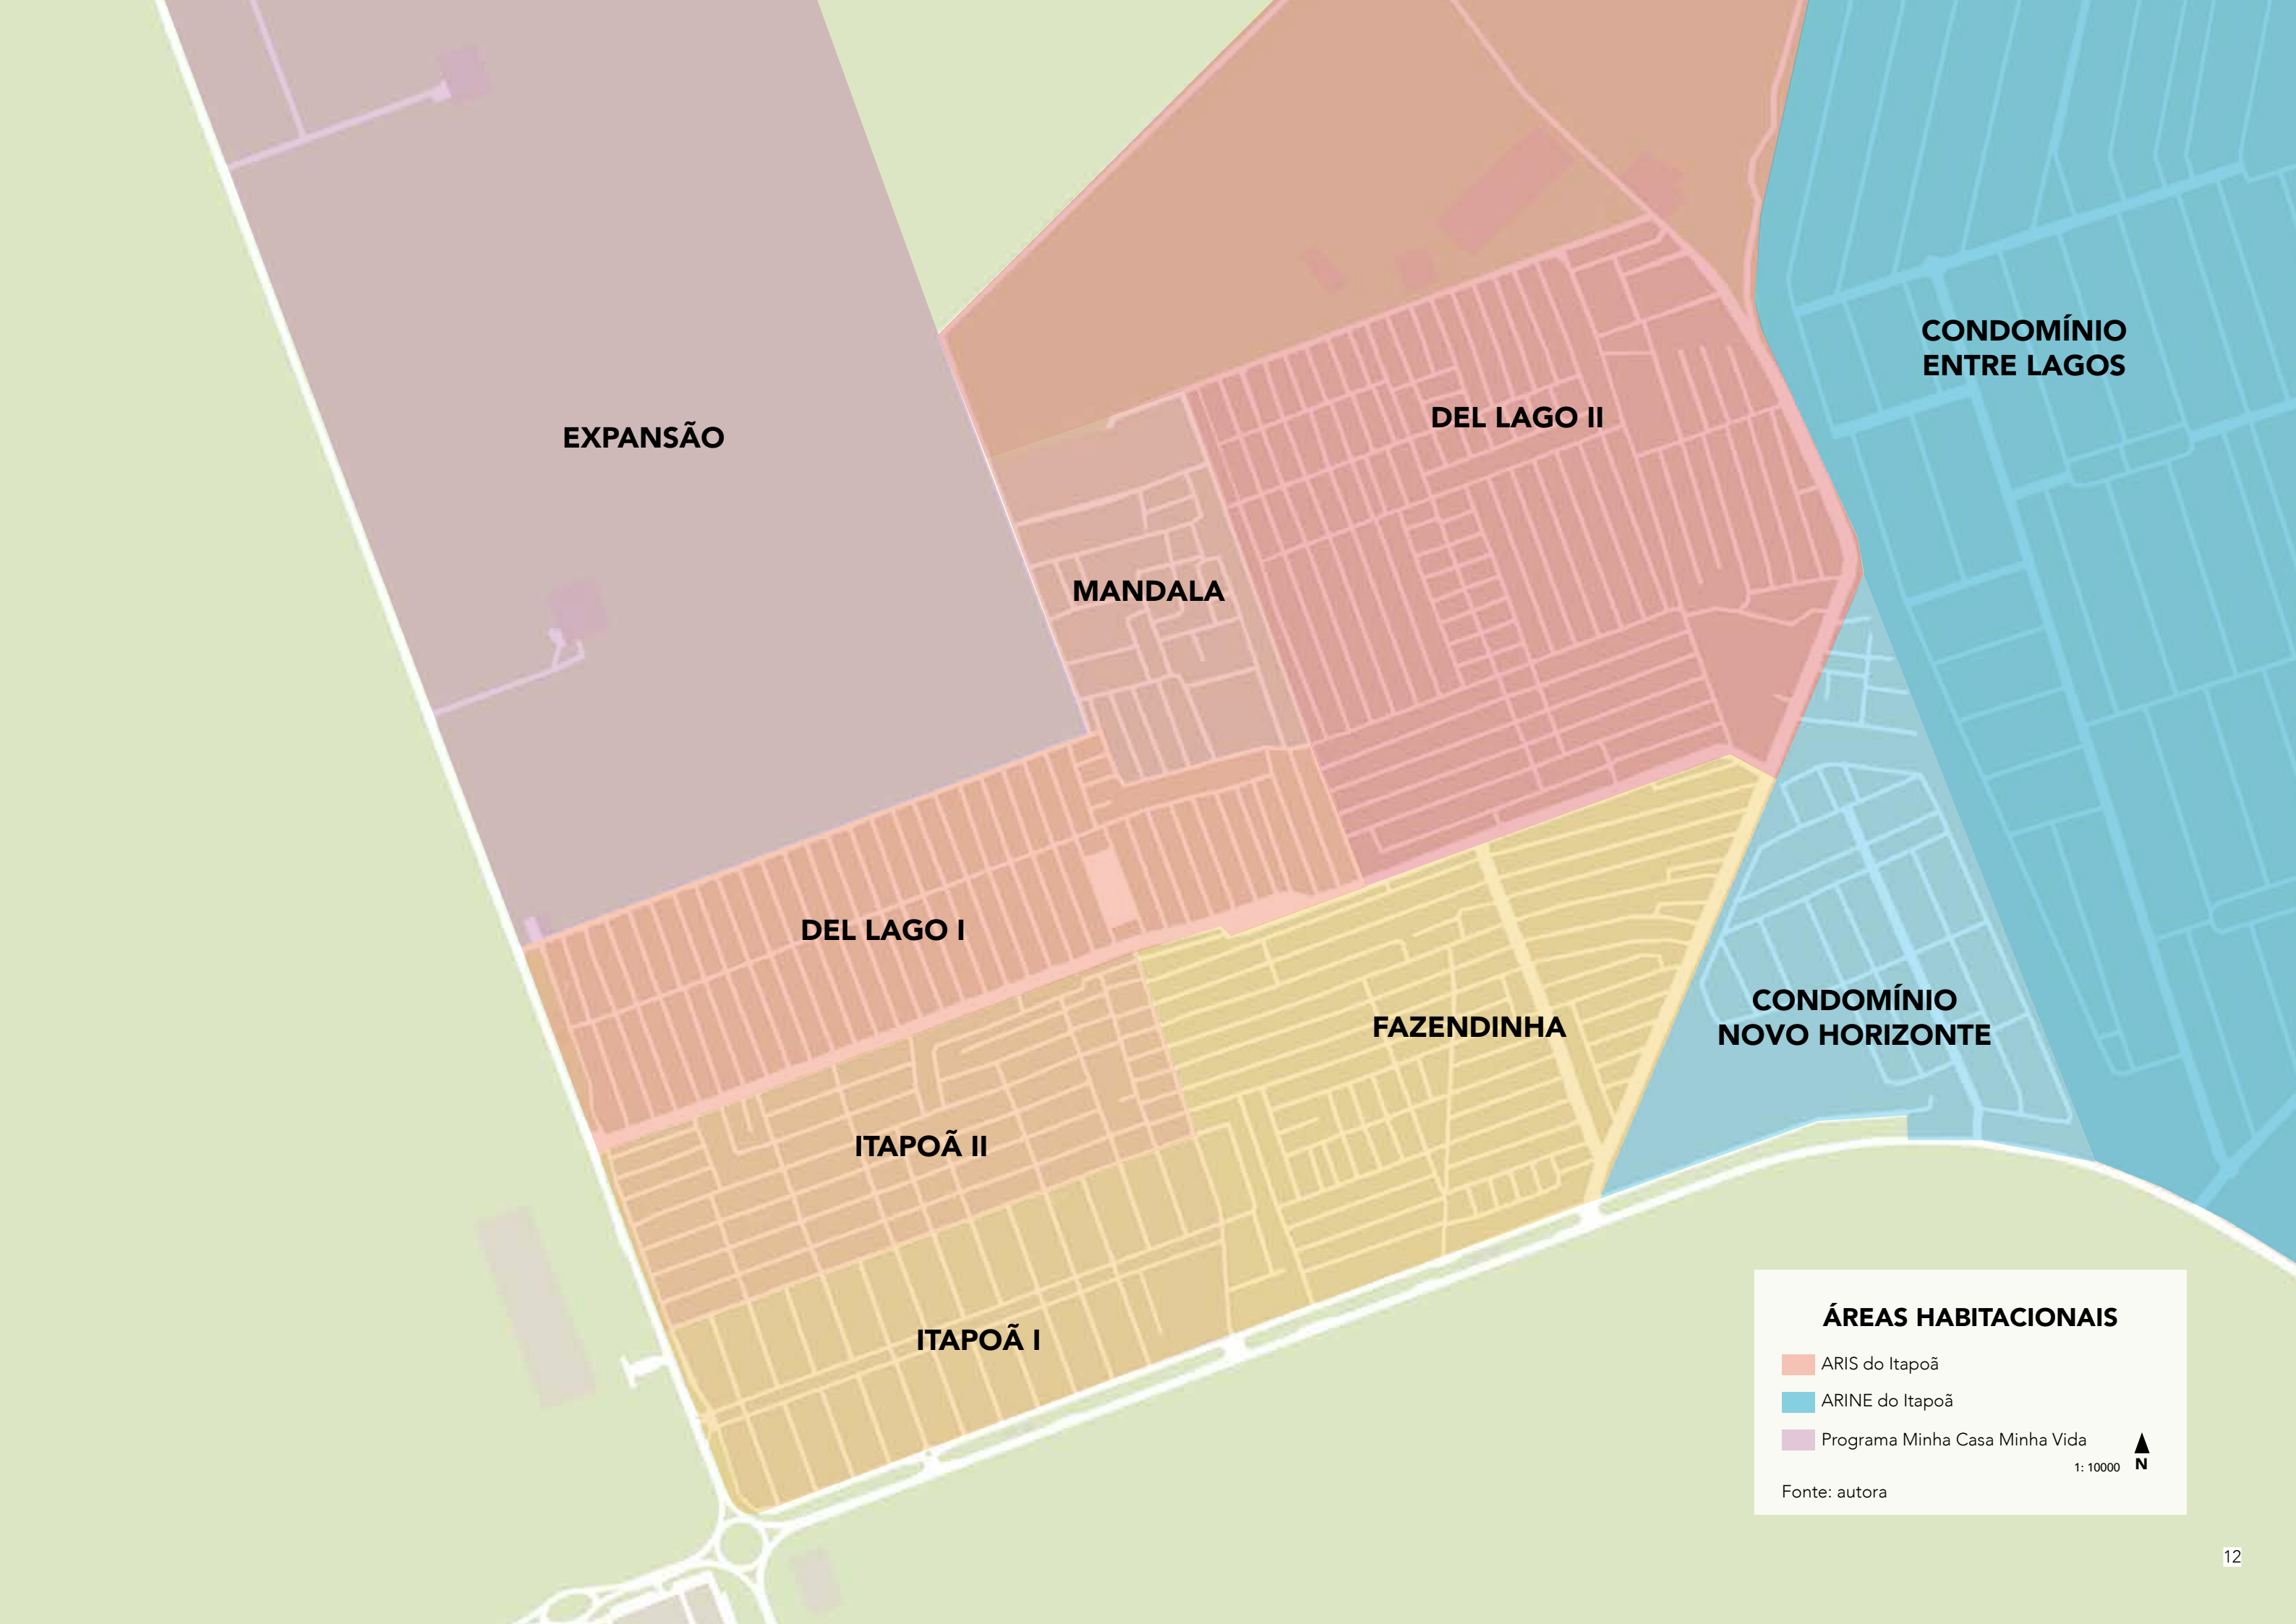 CONDOMÍNIO
ENTRE LAGOS
DEL LAGO II
EXPANSÃO
MANDALA
DEL LAGO I
CONDOMÍNIO
NOVO HORIZONTE
FAZENDINHA
ITAPOÃ II
ITAPOÃ I
ÁREAS HABITACIONAIS
ARIS do Itapoã
ARINE do Itapoã
Programa Minha Casa Minha Vida
1: 10000 N
Fonte: autora
12